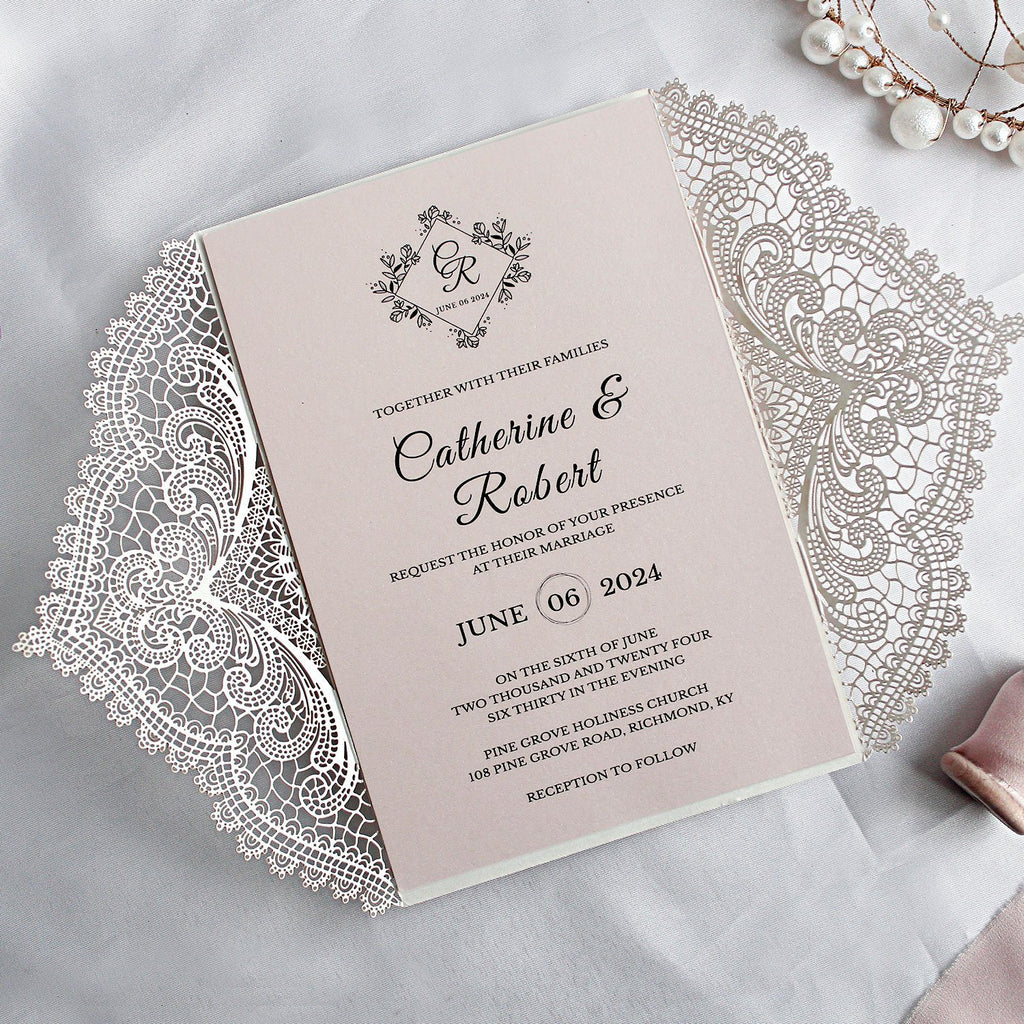 CR
JUNE 06 2024
TOGETHER WITH THEIR FAMILIES
Catherine &
Robert
REQUEST THE HONOR OF YOUR PRESENCE
AT THEIR MARRIAGE
JUNE 06 2024
ON THE SIXTH OF JUNE
TWO THOUSAND AND TWENTY FOUR
SIX THIRTY IN THE EVENING
PINE GROVE HOLINESS CHURCH
108 PINE GROVE ROAD, RICHMOND, KY
RECEPTION TO FOLLOW